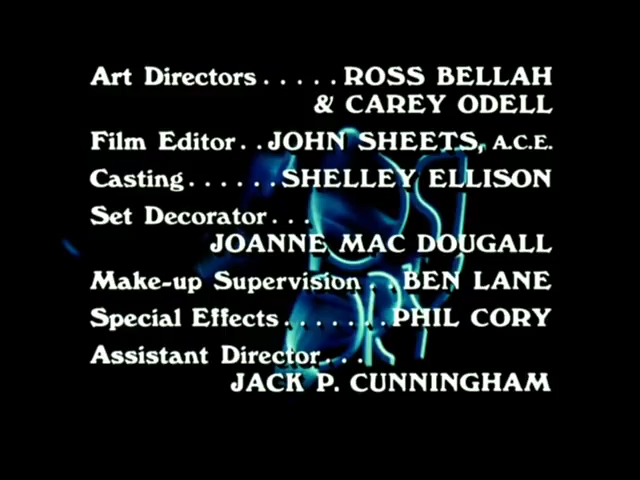 Art Directors.....ROSS BELLAH
& CAREY ODELL
Film Editor..JOHN SHEETS, A.C.E.
Casting......SHELLEY ELLISON
Set Decorator...
JOANNE MAC DOUGALL
Make-up Supervision..BEN LANE
Special Effects.......PHIL CORY
Assistant Director...
JACK P. CUNNINGHAM